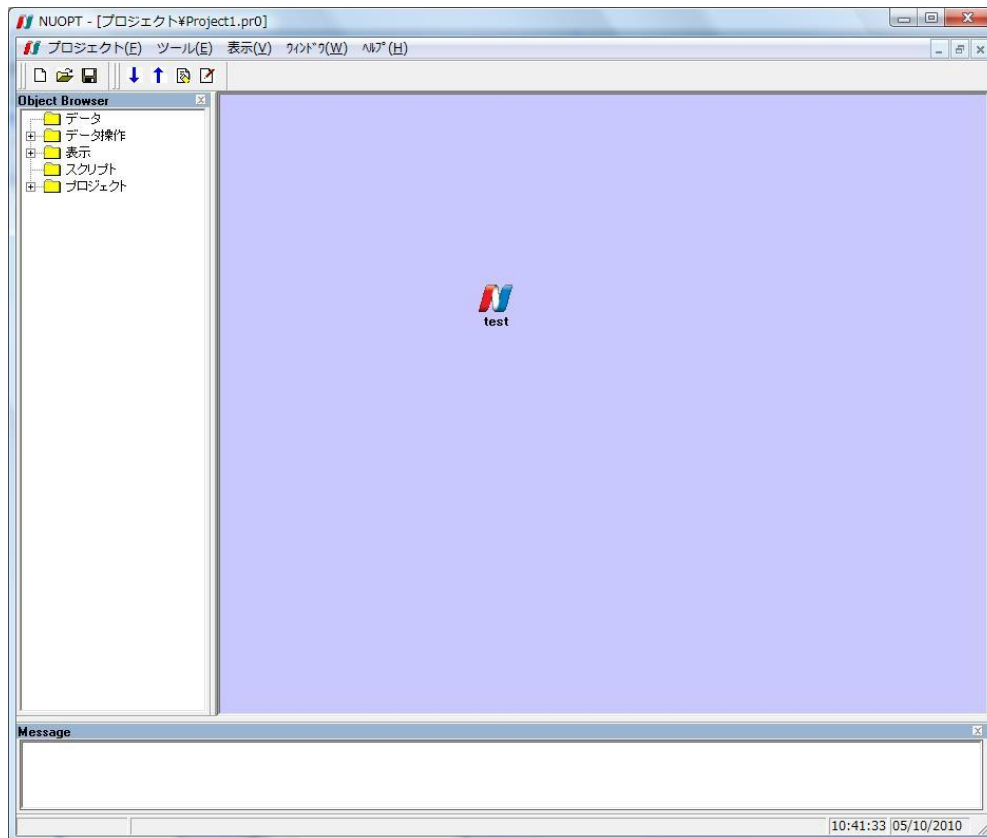 NUOPT - [プロジェクト¥Project1.pr0]
プロジェクト(F) ツール(E) 表示(V) ウィンドウ(W) ヘルプ(H)
Object Browser
データ
データ操作
表示
スクリプト
プロジェクト
test
Message
10:41:33 05/10/2010